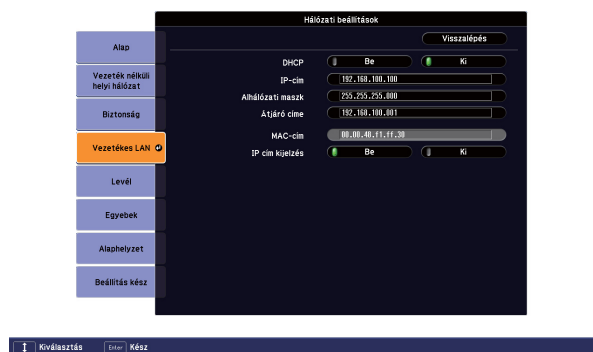 Hálózati beállítások
Visszalépés
Alap
Vezeték nélküli
helyi hálózat
Biztonság
Vezetékes LAN
Levél
Egyebek
Alaphelyzet
Beállítás kész
DHCP Be Ki
IP-cím 192.168.100.100
Alhálózati maszk 255.255.255.000
Átjáró címe 192.168.100.001
MAC-cím 00.00.48.f1.ff.38
IP cím kijelzés Be Ki
Kiválasztás Enter Kész